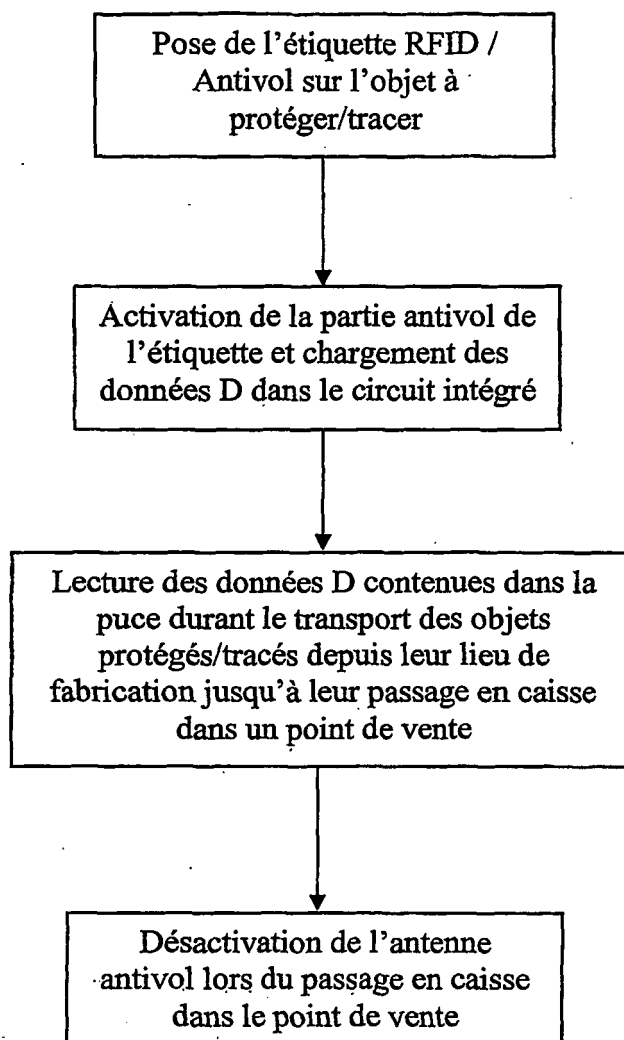 Pose de l'étiquette RFID /
Antivol sur l'objet à
protéger/tracer
Activation de la partie antivol de
l'étiquette et chargement des
données D dans le circuit intégré
Lecture des données D contenues dans la
puce durant le transport des objets
protégés/tracés depuis leur lieu de
fabrication jusqu'à leur passage en caisse
dans un point de vente
Désactivation de l'antenne
antivol lors du passage en caisse
dans le point de vente